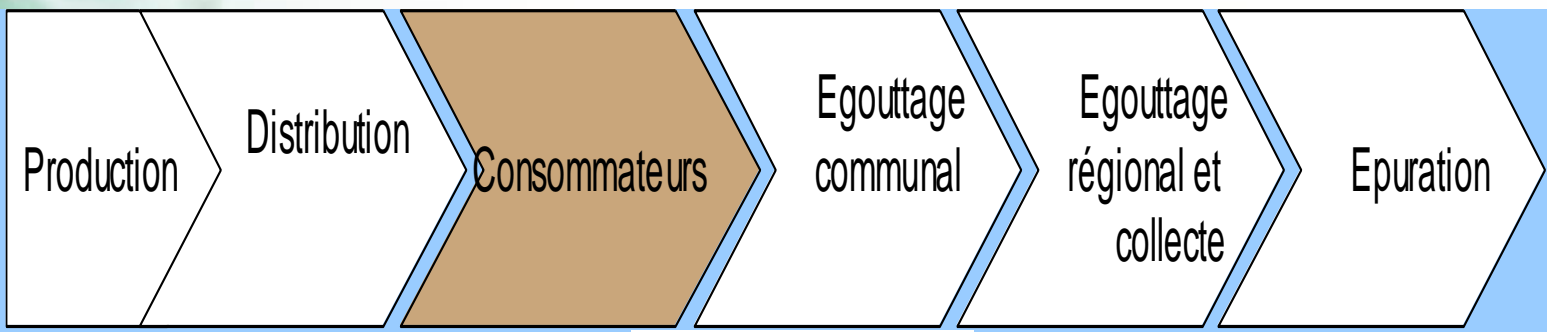 Production
Distribution
Consommateurs
Egouttage
communal
Egouttage
régional et
collecte
Epuration